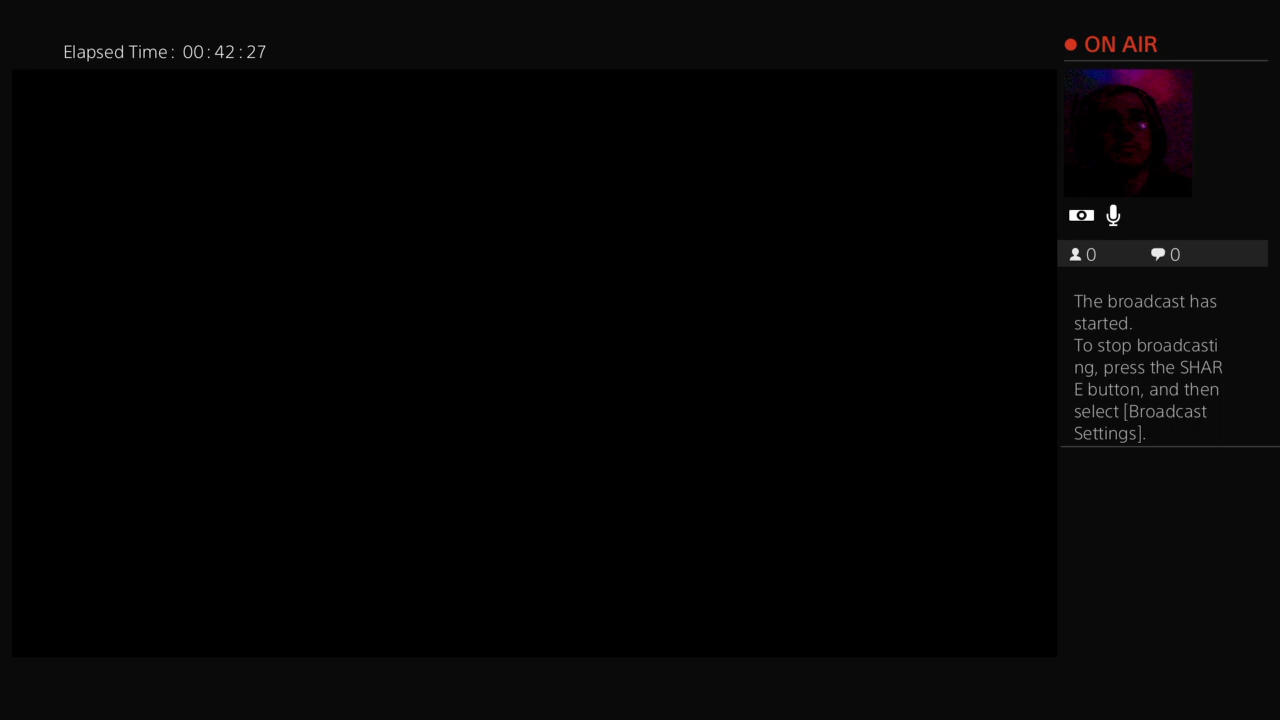 Elapsed Time: 00:42:27
ON AIR
0
0
The broadcast has
started.
To stop broadcasti
ng, press the SHAR
E button, and then
select [Broadcast
Settings].